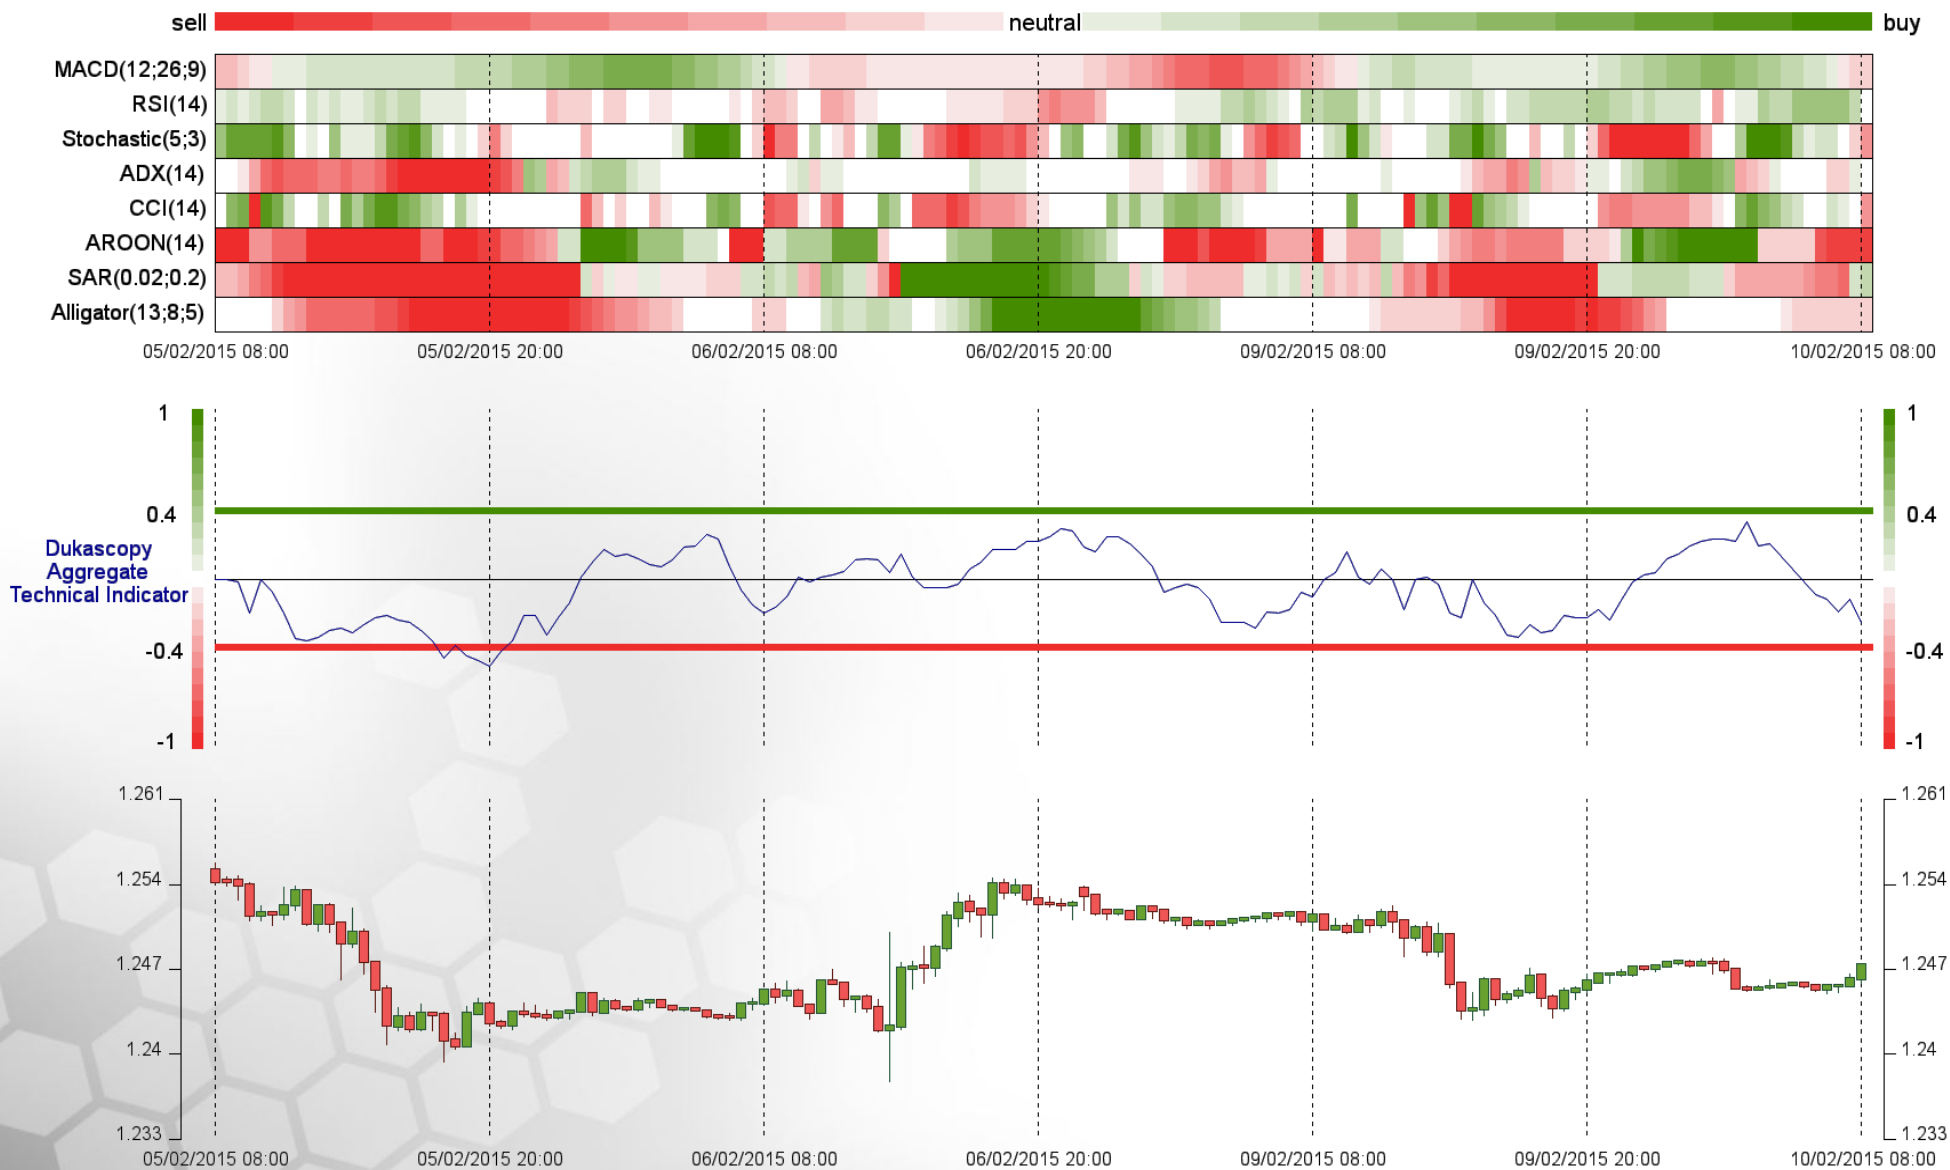 sell neutral buy
MACD(12;26;9)
RSI(14)
Stochastic(5;3)
ADX(14)
CCI(14)
AROON(14)
SAR(0.02;0.2)
Alligator(13;8;5)
05/02/2015 08:00 05/02/2015 20:00 06/02/2015 08:00 06/02/2015 20:00 09/02/2015 08:00 09/02/2015 20:00 10/02/2015 08:00
1 1
0.4 0.4
Dukascopy
Aggregate
Technical Indicator
-0.4 -0.4
-1 -1
1.261 1.261
1.254 1.254
1.247 1.247
1.24 1.24
1.233 1.233
05/02/2015 08:00 05/02/2015 20:00 06/02/2015 08:00 06/02/2015 20:00 09/02/2015 08:00 09/02/2015 20:00 10/02/2015 08:00